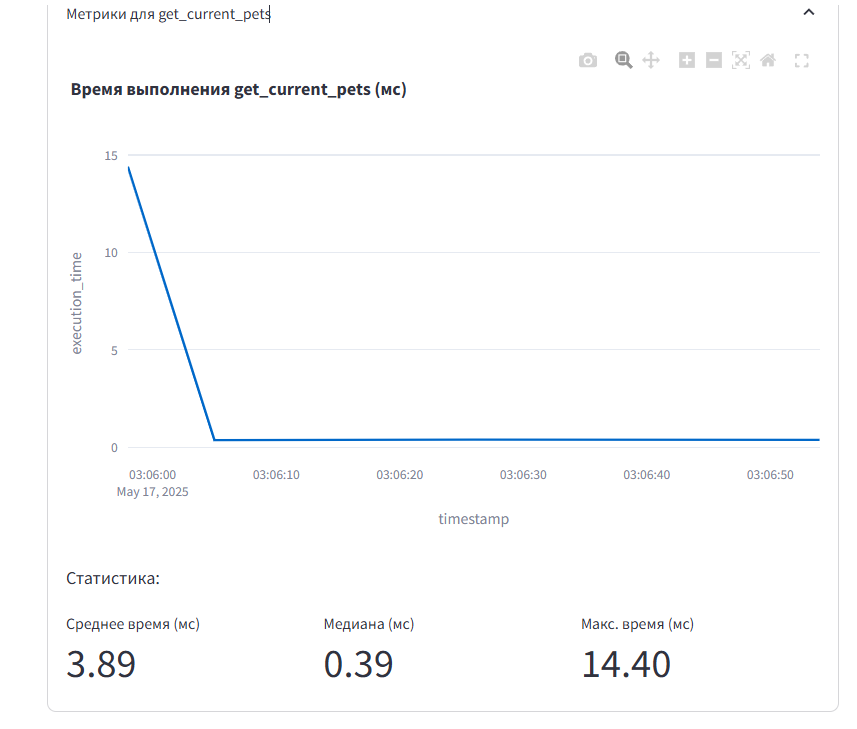 Метрики для get_current_pets
Время выполнения get_current_pets (мс)
15
10
5
0
execution_time
03:06:00 03:06:10 03:06:20 03:06:30 03:06:40 03:06:50
May 17, 2025
timestamp
Статистика:
Среднее время (мс) Медиана (мс) Макс. время (мс)
3.89 0.39 14.40